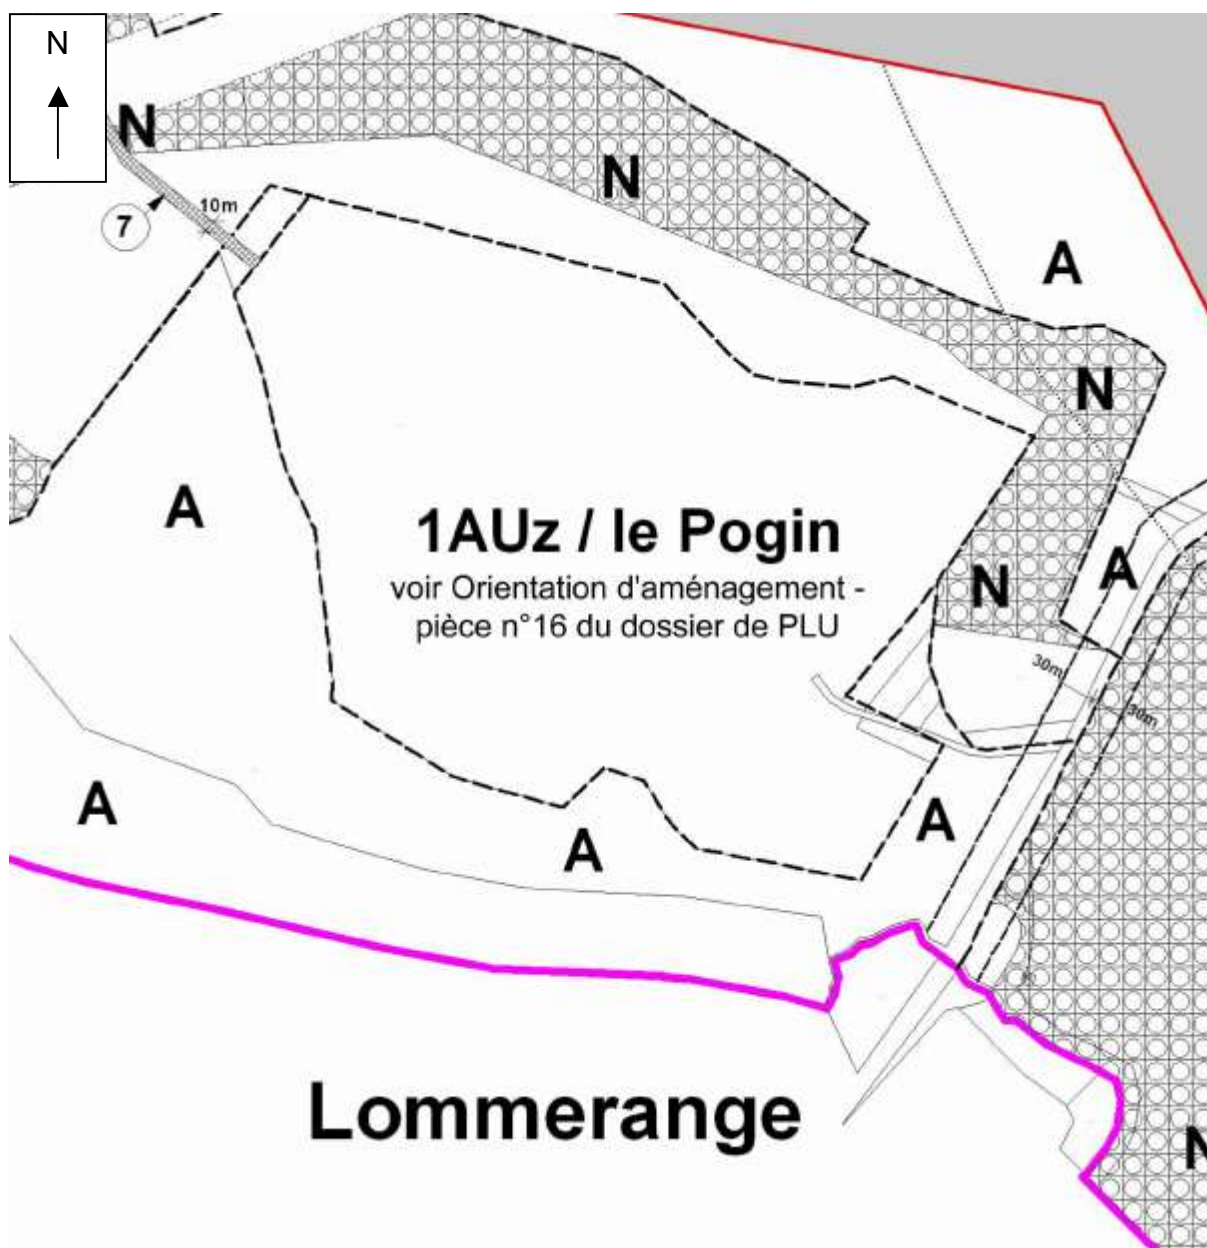 N
N
N
7
10m
A
N
A
1AUz / le Pogin
voir Orientation d'aménagement -
pièce n°16 du dossier de PLU
N
A
30m
30m
A
A
A
Lommerange
N